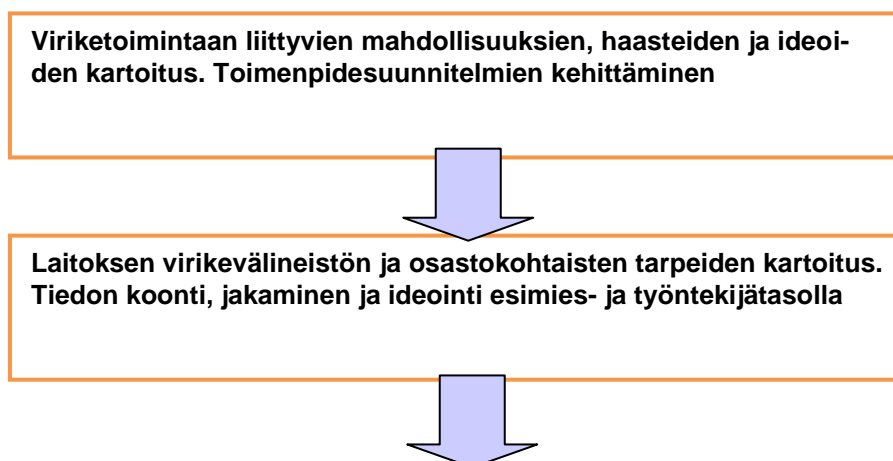 Viriketoimintaan liittyvien mahdollisuuksien, haasteiden ja ideoi-
den kartoitus. Toimenpidesuunnitelmien kehittäminen
Laitoksen virikevälineistön ja osastokohtaisten tarpeiden kartoitus.
Tiedon koonti, jakaminen ja ideointi esimies- ja työntekijätasolla